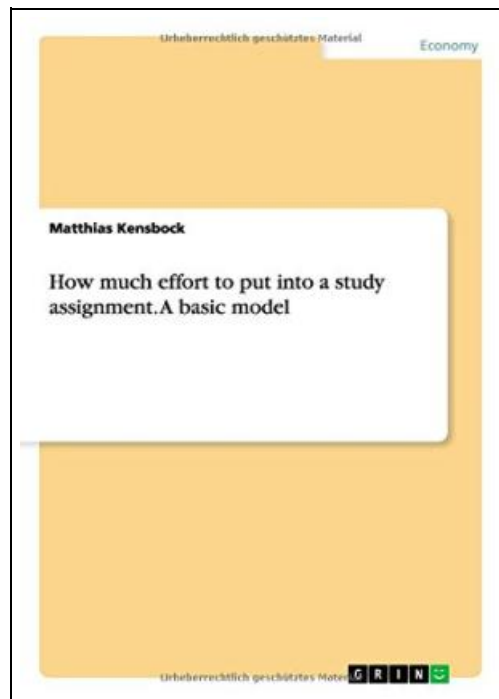 Urheberrechtlich geschütztes Material
Economy
Matthias Kensbock
How much effort to put into a study
assignment. A basic model
Urheberrechtlich geschütztes Mater
GRIN